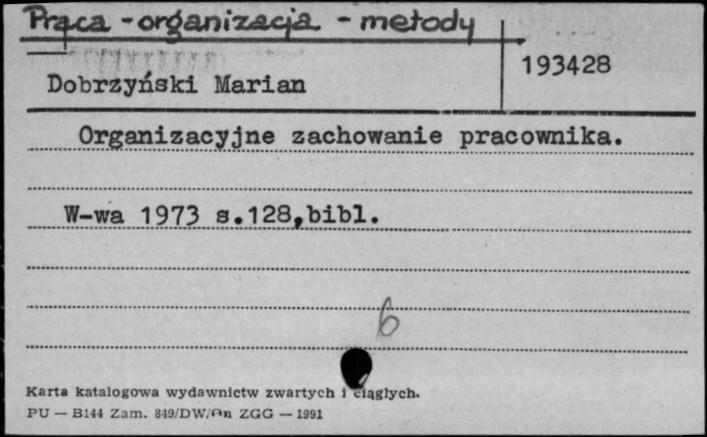 Praca - organizacja - metody
193428
Dobrzyński Marian
Organizacyjne zachowanie pracownika.
W-wa 1973 s.128,bibl.
6
Karta katalogowa wydawnictw zwartych i ciągłych.
PU — B144 Zam. 849/DW/ ZGG — 1991